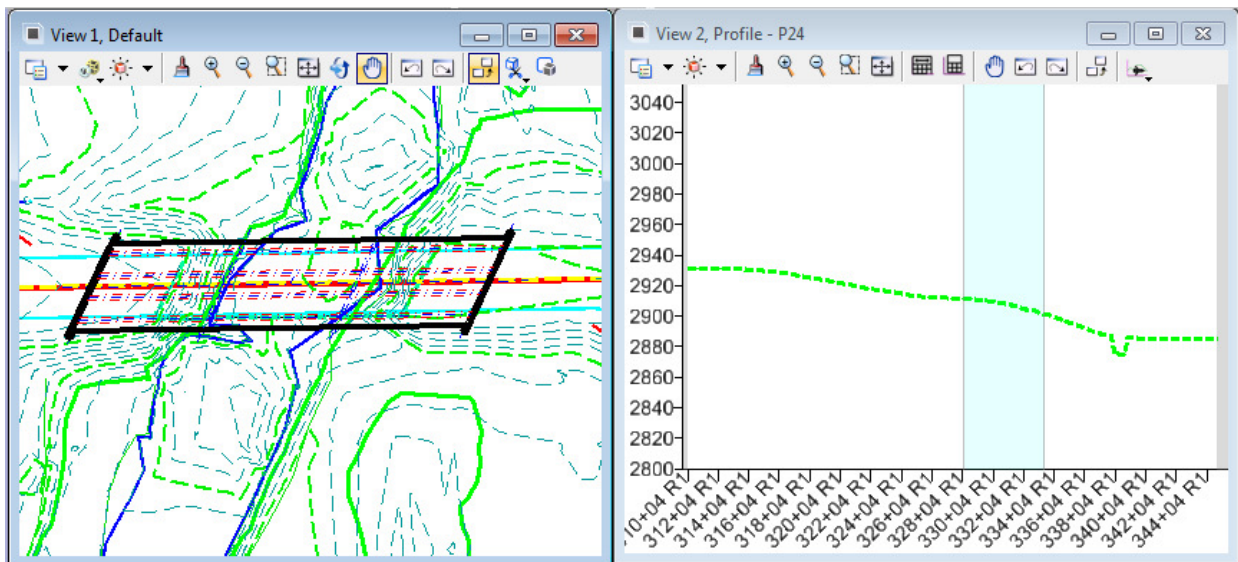 View 1, Default
View 2, Profile - P24
3040
3020
3000
2980
2960
2940
2920
2900
2880
2860
2840
2820
2800
10+04 R1
312+04 R1
314+04 R1
316+04 R1
318+04 R1
320+04 R1
322+04 R1
324+04 R1
326+04 R1
328+04 R1
330+04 R1
332+04 R1
334+04 R1
336+04 R1
338+04 R1
340+04 R1
342+04 R1
344+04 R1